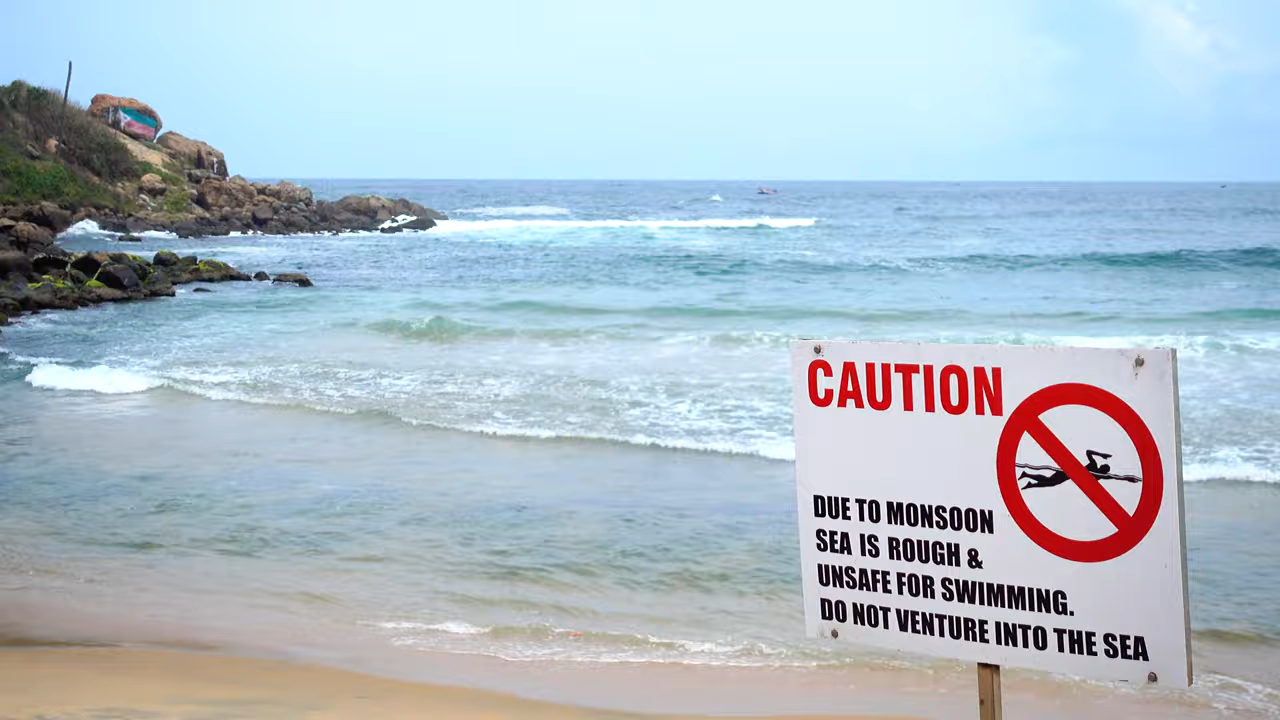 CAUTION
DUE TO MONSOON
SEA IS ROUGH &
UNSAFE FOR SWIMMING.
DO NOT VENTURE INTO THE SEA